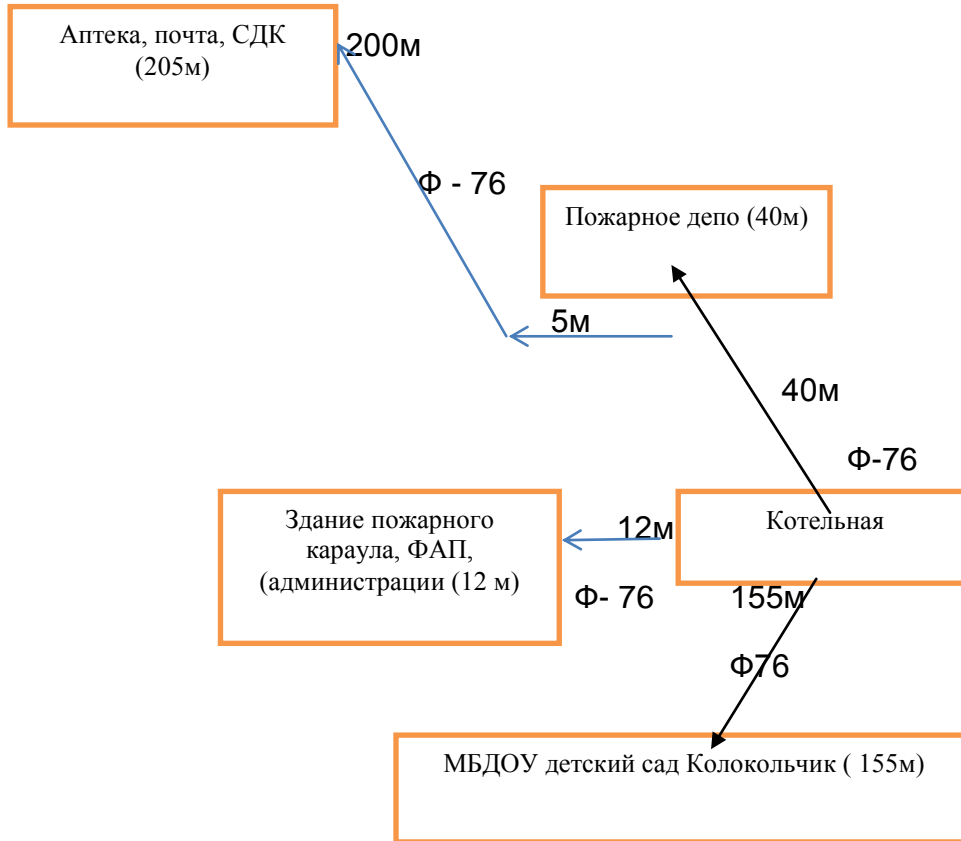 Аптека, почта, СДК
(205м)
200м
Ф - 76
Пожарное депо (40м)
5м
40м
Ф-76
Здание пожарного
караула, ФАП,
(администрации (12 м)
12м
Котельная
Ф- 76
155м
Ф76
МБДОУ детский сад Колокольчик ( 155м)